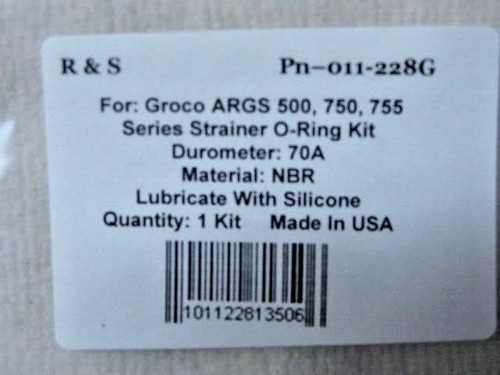 R & S Pn–011-228G
For: Groco ARGS 500, 750, 755
Series Strainer O-Ring Kit
Durometer: 70A
Material: NBR
Lubricate With Silicone
Quantity: 1 Kit Made In USA
101122813506